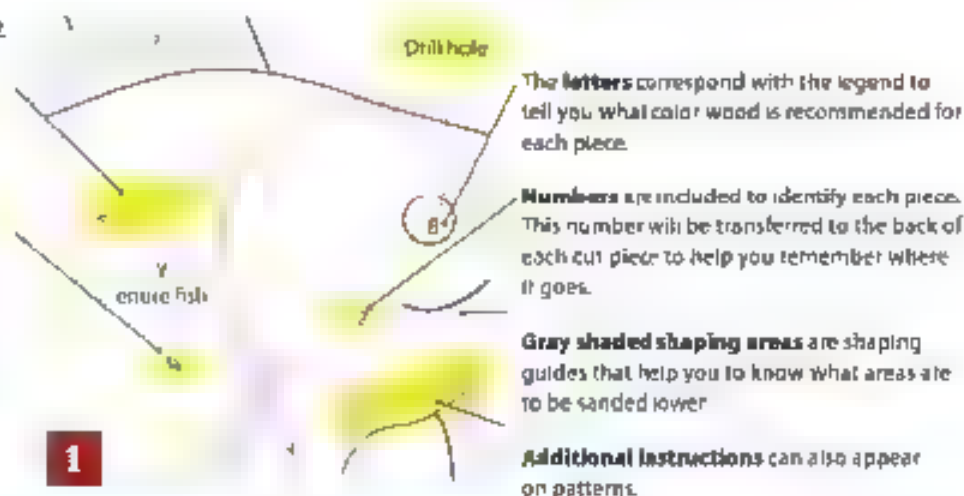 Drill hole
The letters correspond with the legend to
tell you what color wood is recommended for
each piece.
Numbers are included to identify each piece.
This number will be transferred to the back of
each cut piece to help you remember where
it goes.
entire fish
Gray shaded shaping areas are shaping
guides that help you to know what areas are
to be sanded lower
Additional instructions can also appear
on patterns.
1